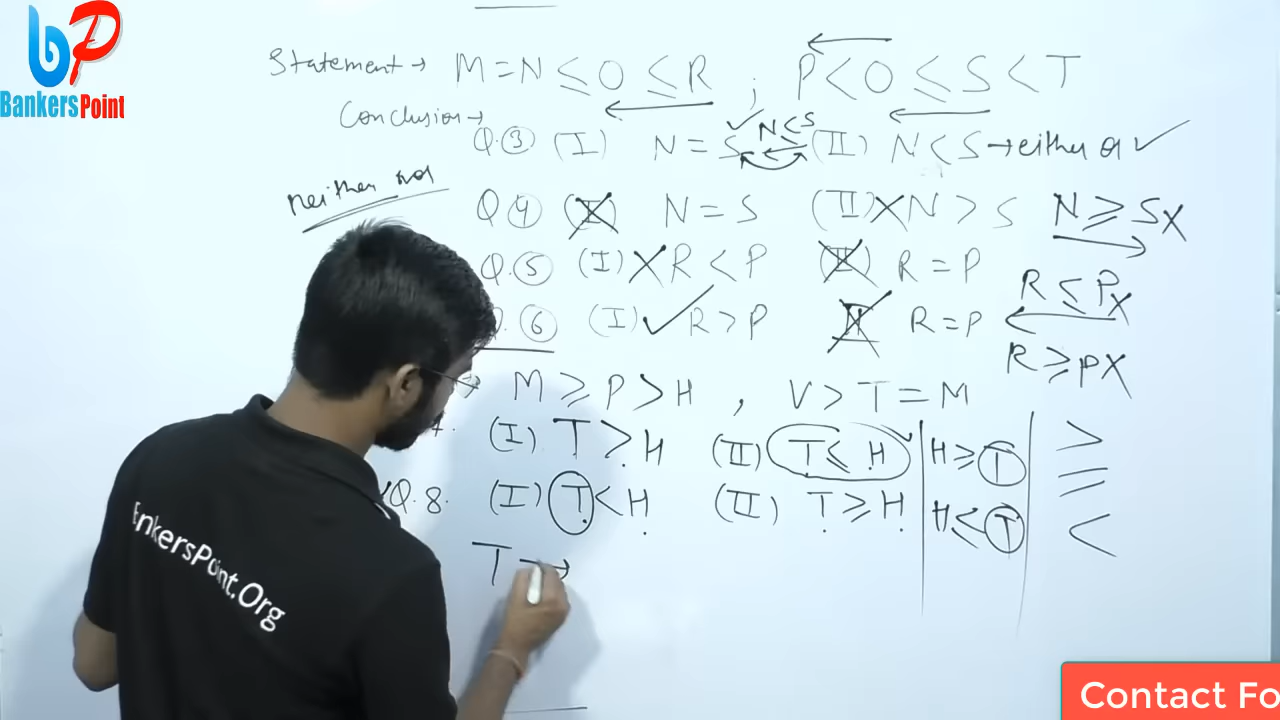 bP
BankersPoint
Statement → M = N ≤ O ≤ R ; P < O ≤ S < T
Conclusion →
Q.③ (I) N = S ✓ N ≤ S (II) N < S → either or ✓
neither nor
Q.④ (I) N = S (II) X N > S N ≥ S X
Q.⑤ (I) X R < P (II) R = P
R ≤ P X
Q.⑥ (I) ✓ R > P II R = P
R ≥ P X
→ M ≥ P > H , V > T = M
7. (I) T > H (II) T ≤ H H ≥ T > = <
Q.8. (I) T < H (II) T ≥ H H ≤ T
T →
BankersPoint.Org
Contact Fo